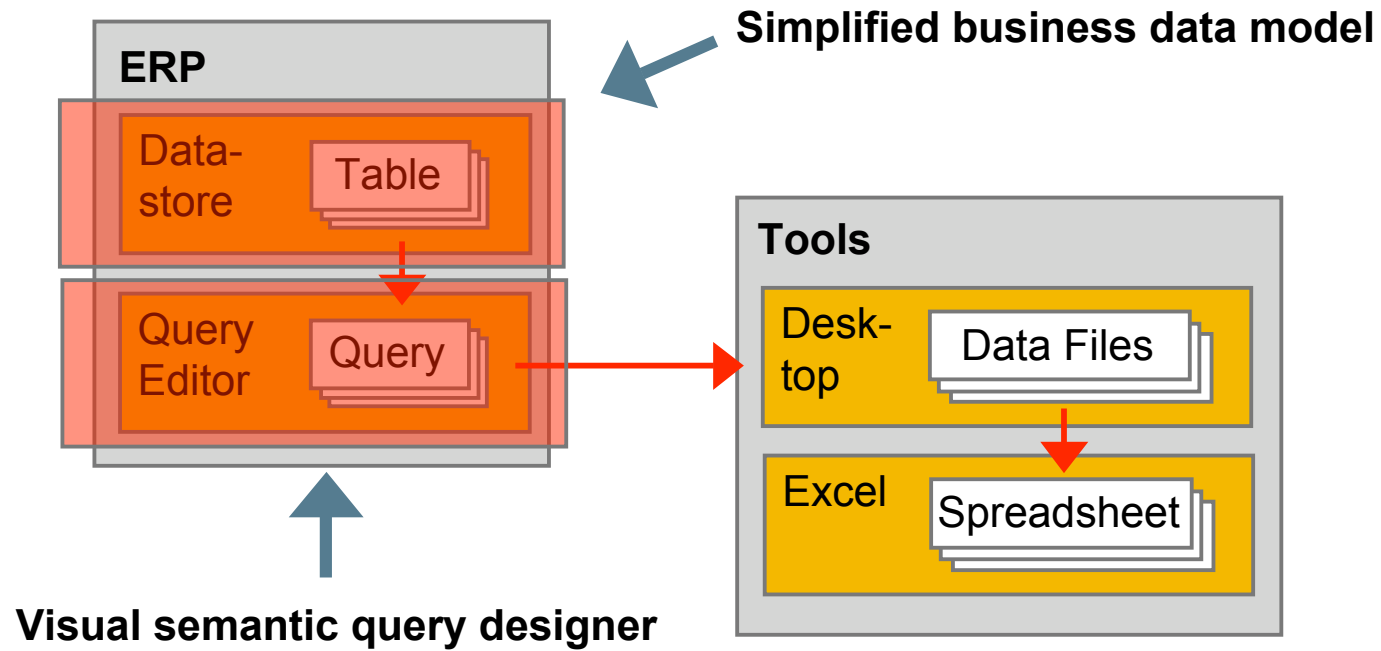 Simplified business data model
ERP
Data-
store
Table
Query
Editor
Query
Tools
Desk-
top
Data Files
Excel
Spreadsheet
Visual semantic query designer